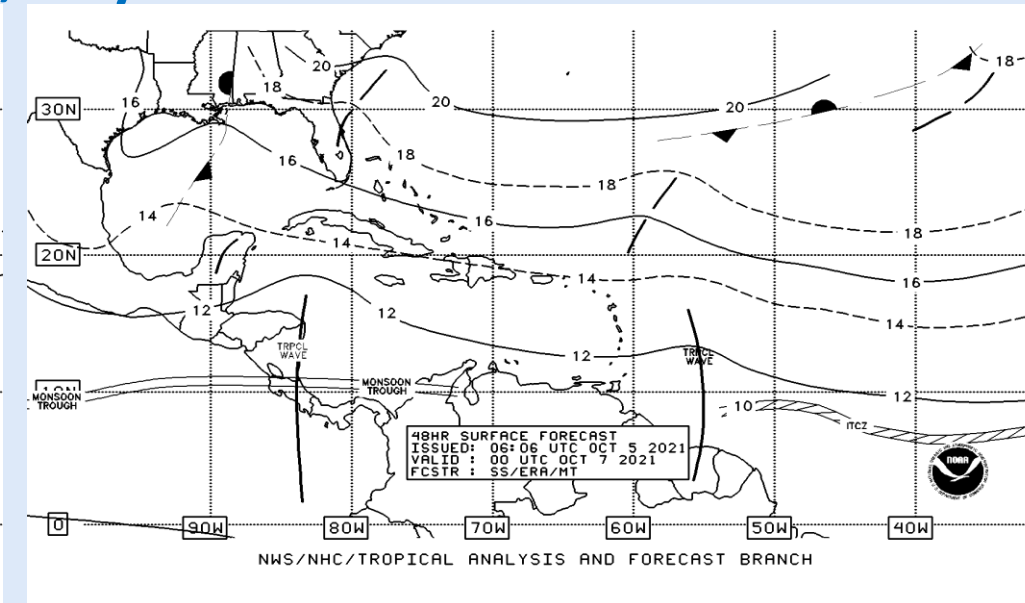 20
18
18
16
30N
20
20
16
18
18
14
16
18
20N
14
14
16
12
12
14
TRPCL
WAVE
12
TRPCL
WAVE
MONSOON
TROUGH
10N
MONSOON
TROUGH
12
10
ITCZ
48HR SURFACE FORECAST
ISSUED: 06:06 UTC OCT 5 2021
VALID : 00 UTC OCT 7 2021
FCSTR : SS/ERA/MT
NOAA
0
90W
80W
70W
60W
50W
40W
NWS/NHC/TROPICAL ANALYSIS AND FORECAST BRANCH